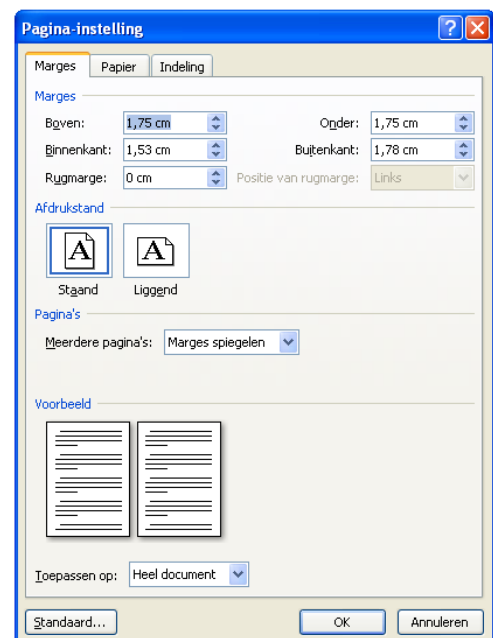 Pagina-instelling
Marges Papier Indeling
Marges
Boven: 1,75 cm Onder: 1,75 cm
Binnenkant: 1,53 cm Buitenkant: 1,78 cm
Rugmarge: 0 cm Positie van rugmarge: Links
Afdrukstand
A A
Staand Liggend
Pagina's
Meerdere pagina's: Marges spiegelen
Voorbeeld
Toepassen op: Heel document
Standaard... OK Annuleren